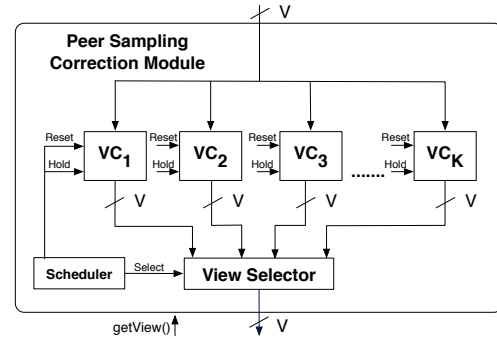 V
Peer Sampling
Correction Module
Reset
Hold
VC1
Reset
Hold
VC2
Reset
Hold
VC3
.......
Reset
Hold
VCK
V
V
V
V
Scheduler
Select
View Selector
getView()
V